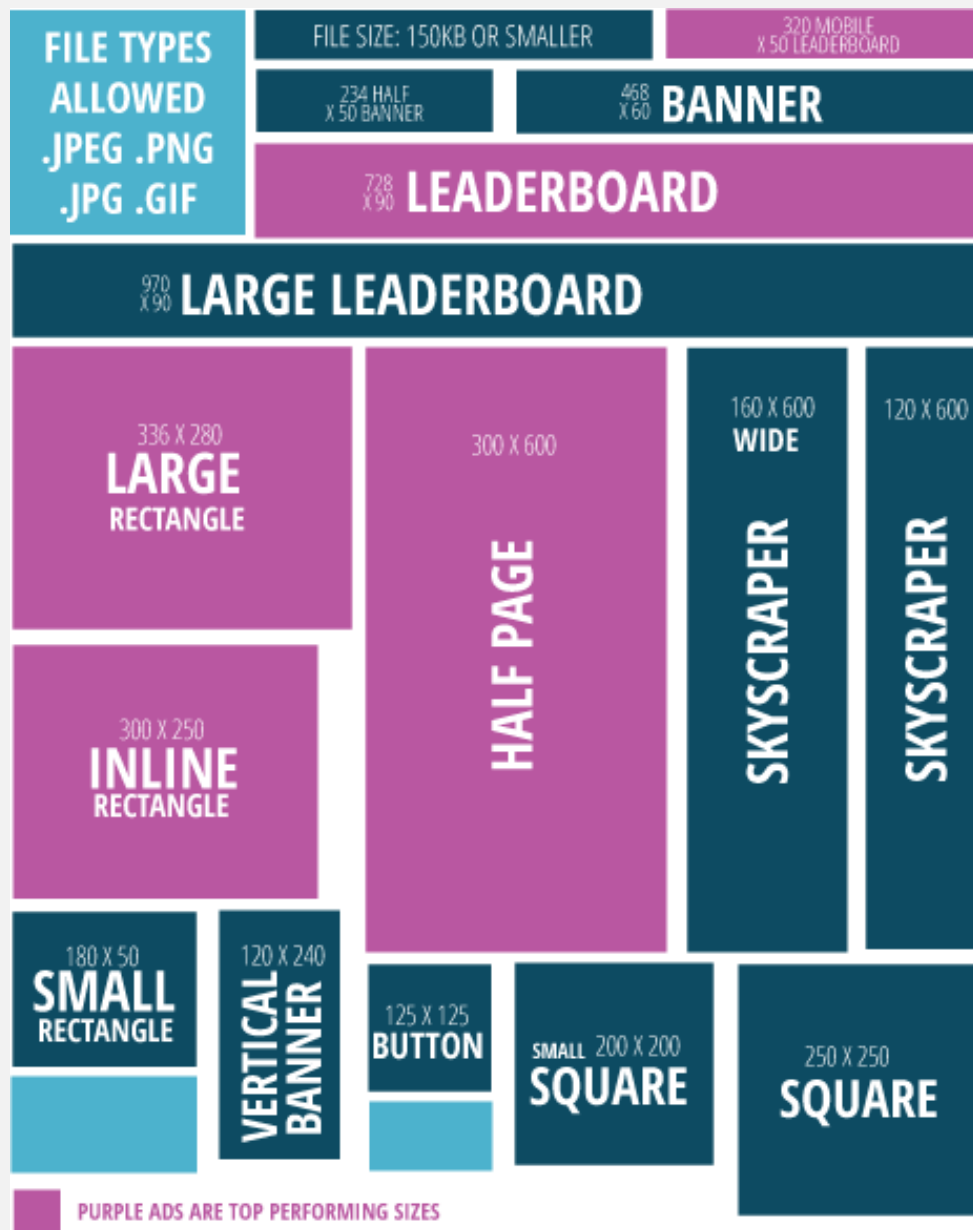 FILE TYPES
ALLOWED
.JPEG .PNG
.JPG .GIF
FILE SIZE: 150KB OR SMALLER
320 MOBILE
X 50 LEADERBOARD
234 HALF
X 50 BANNER
468
X 60 BANNER
728
X 90 LEADERBOARD
970
X 90 LARGE LEADERBOARD
336 X 280
LARGE
RECTANGLE
300 X 600
HALF PAGE
160 X 600
WIDE
SKYSCRAPER
120 X 600
SKYSCRAPER
300 X 250
INLINE
RECTANGLE
180 X 50
SMALL
RECTANGLE
120 X 240
VERTICAL
BANNER
125 X 125
BUTTON
SMALL 200 X 200
SQUARE
250 X 250
SQUARE
PURPLE ADS ARE TOP PERFORMING SIZES